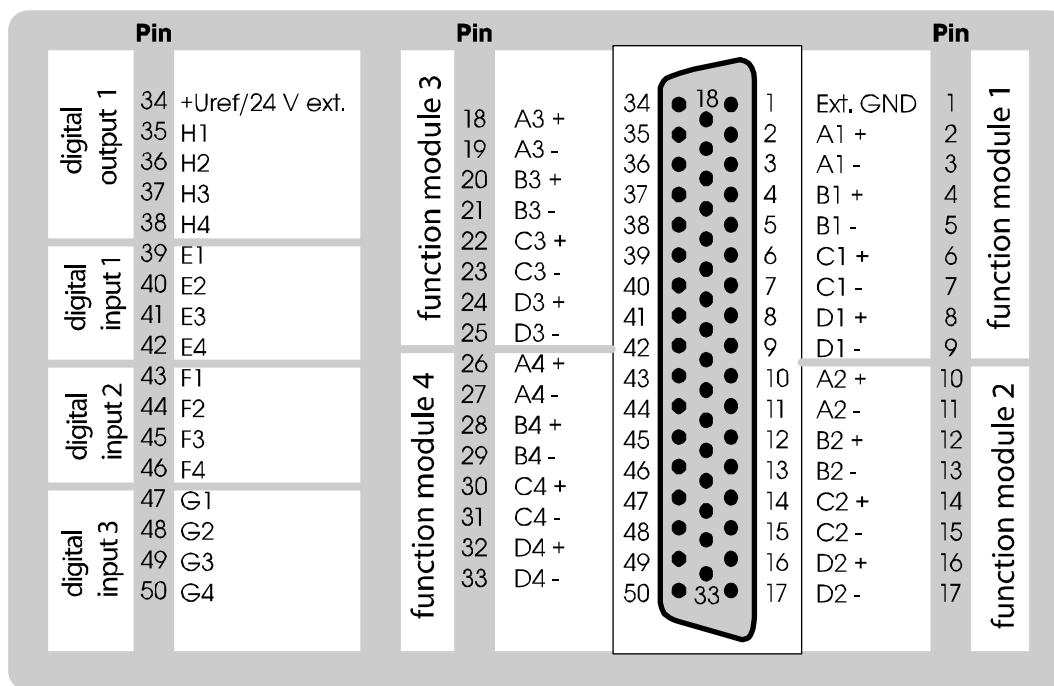 Pin
digital output 1
34 +Uref/24 V ext.
35 H1
36 H2
37 H3
38 H4
digital input 1
39 E1
40 E2
41 E3
42 E4
digital input 2
43 F1
44 F2
45 F3
46 F4
digital input 3
47 G1
48 G2
49 G3
50 G4
Pin
function module 3
18 A3 +
19 A3 -
20 B3 +
21 B3 -
22 C3 +
23 C3 -
24 D3 +
25 D3 -
function module 4
26 A4 +
27 A4 -
28 B4 +
29 B4 -
30 C4 +
31 C4 -
32 D4 +
33 D4 -
34 18 1
35 2
36 3
37 4
38 5
39 6
40 7
41 8
42 9
43 10
44 11
45 12
46 13
47 14
48 15
49 16
50 33 17
Pin
Ext. GND 1
function module 1
A1 + 2
A1 - 3
B1 + 4
B1 - 5
C1 + 6
C1 - 7
D1 + 8
D1 - 9
function module 2
A2 + 10
A2 - 11
B2 + 12
B2 - 13
C2 + 14
C2 - 15
D2 + 16
D2 - 17